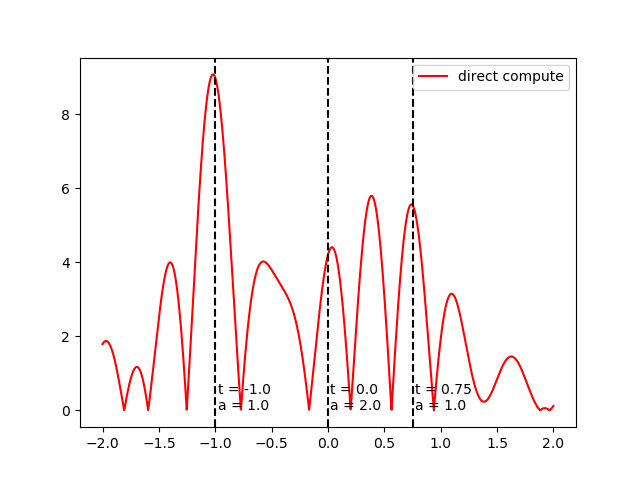 direct compute
8
6
4
2
0
t = -1.0
a = 1.0
t = 0.0
a = 2.0
t = 0.75
a = 1.0
−2.0 −1.5 −1.0 −0.5 0.0 0.5 1.0 1.5 2.0